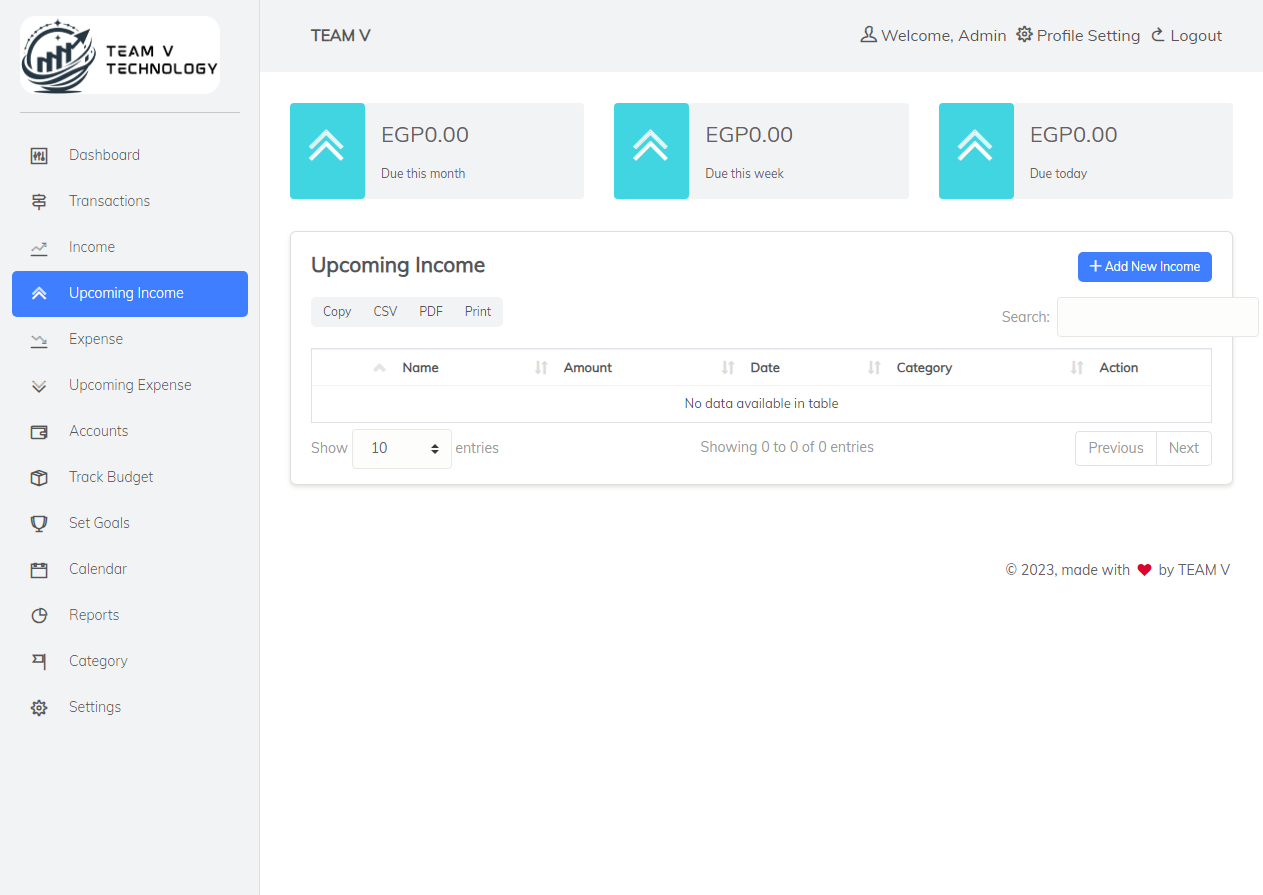 TEAM V
TECHNOLOGY
Dashboard
Transactions
Income
Upcoming Income
Expense
Upcoming Expense
Accounts
Track Budget
Set Goals
Calendar
Reports
Category
Settings
TEAM V
Welcome, Admin Profile Setting Logout
EGP0.00
Due this month
EGP0.00
Due this week
EGP0.00
Due today
Upcoming Income
+ Add New Income
Copy CSV PDF Print
Search:
Name Amount Date Category Action
No data available in table
Show 10 entries
Showing 0 to 0 of 0 entries
Previous Next
© 2023, made with ❤ by TEAM V